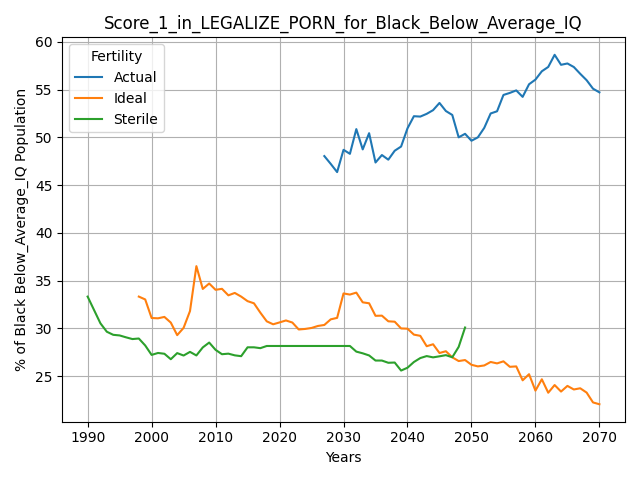 Score_1_in_LEGALIZE_PORN_for_Black_Below_Average_IQ
% of Black Below_Average_IQ Population
60
55
50
45
40
35
30
25
Fertility
Actual
Ideal
Sterile
1990 2000 2010 2020 2030 2040 2050 2060 2070
Years